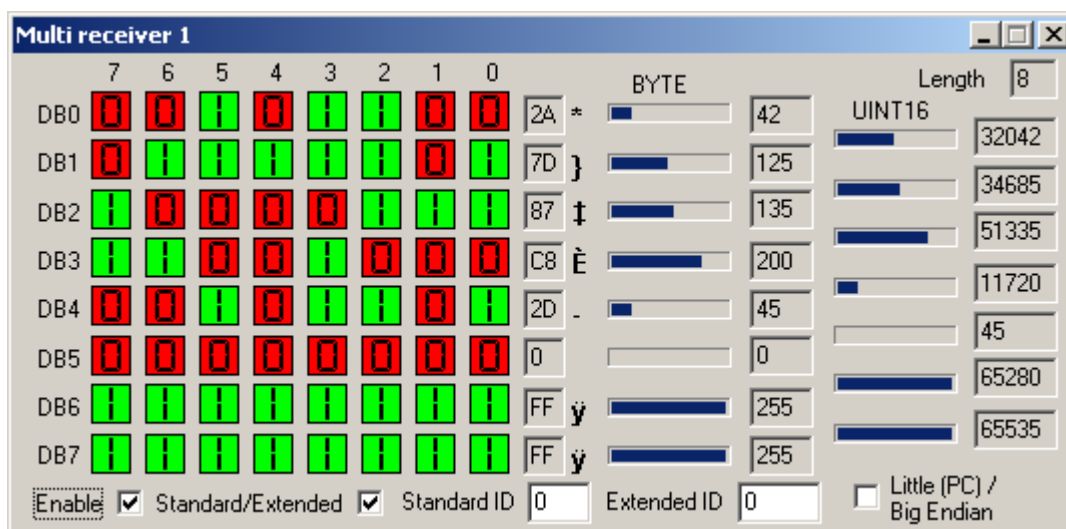 Multi receiver 1
7 6 5 4 3 2 1 0
Length 8
BYTE
UINT16
DB0 0 0 1 0 1 1 0 0 2A * 42
32042
DB1 0 1 1 1 1 1 0 1 7D } 125
34685
DB2 1 0 0 0 0 1 1 1 87 ‡ 135
51335
DB3 1 1 0 0 1 0 0 0 C8 È 200
11720
DB4 0 0 1 0 1 1 0 1 2D - 45
45
DB5 0 0 0 0 0 0 0 0 0 0
65280
DB6 1 1 1 1 1 1 1 1 FF ÿ 255
65535
DB7 1 1 1 1 1 1 1 1 FF ÿ 255
Enable Standard/Extended Standard ID 0 Extended ID 0
Little (PC) /
Big Endian